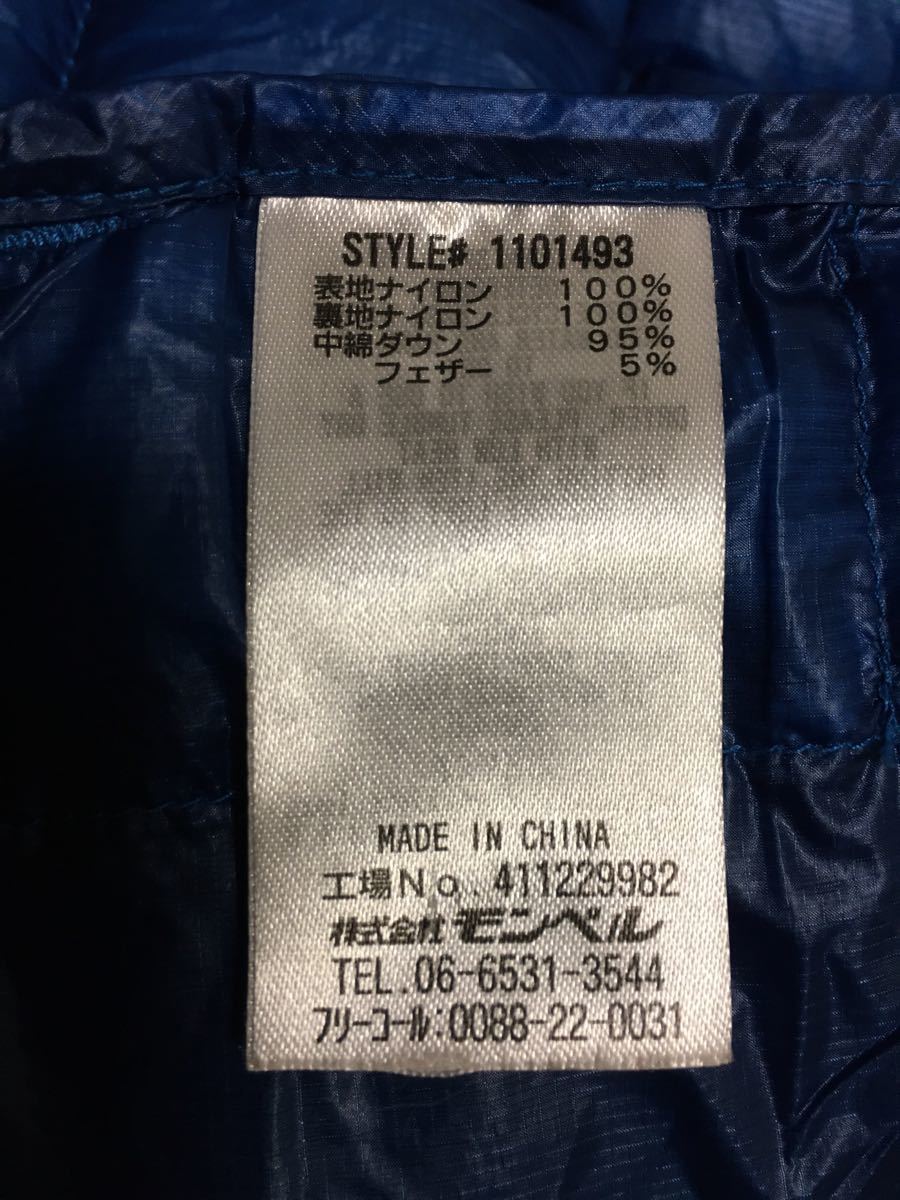 STYLE# 1101493
表地ナイロン 100%
裏地ナイロン 100%
中綿ダウン 95%
フェザー 5%
MADE IN CHINA
工場No. 411229982
株式会社モンベル
TEL.06-6531-3544
フリーコール:0088-22-0031